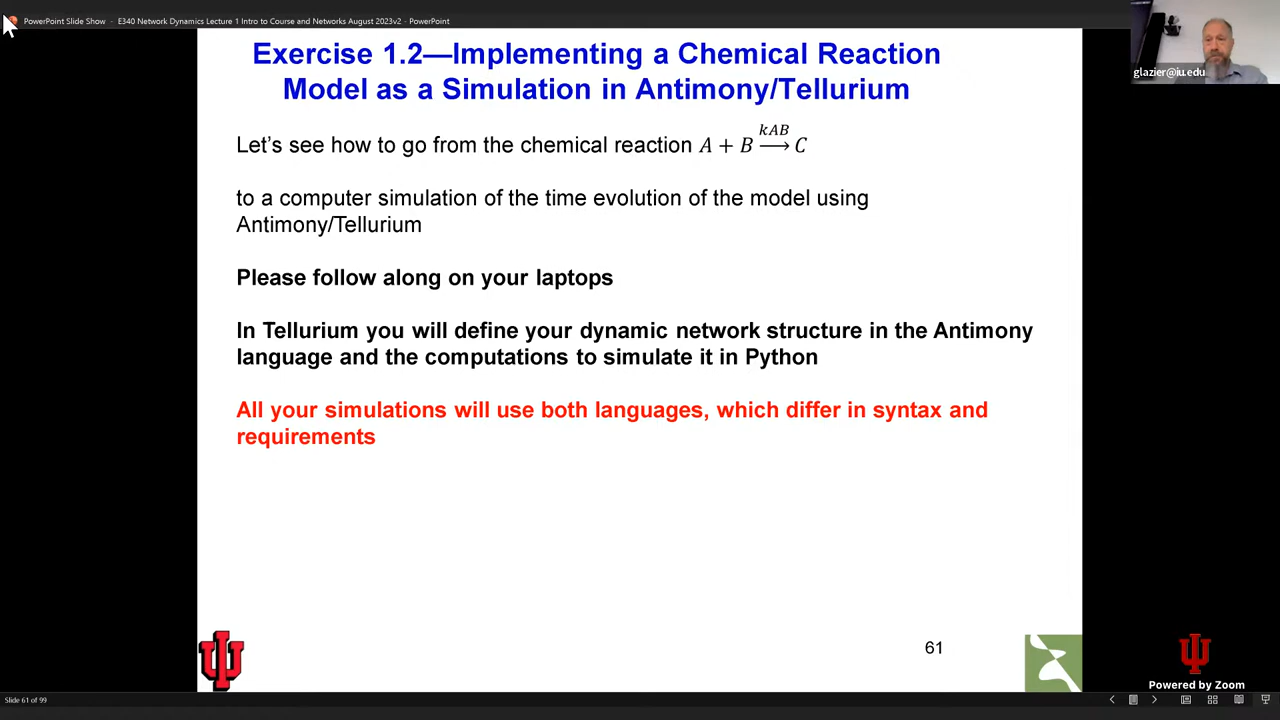 PowerPoint Slide Show - E340 Network Dynamics Lecture 1 Intro to Course and Networks August 2023v2 - PowerPoint
glazier@iu.edu
Exercise 1.2—Implementing a Chemical Reaction
Model as a Simulation in Antimony/Tellurium
Let's see how to go from the chemical reaction A + B \xrightarrow{kAB} C
to a computer simulation of the time evolution of the model using
Antimony/Tellurium
Please follow along on your laptops
In Tellurium you will define your dynamic network structure in the Antimony
language and the computations to simulate it in Python
All your simulations will use both languages, which differ in syntax and
requirements
61
Powered by Zoom
Slide 61 of 99